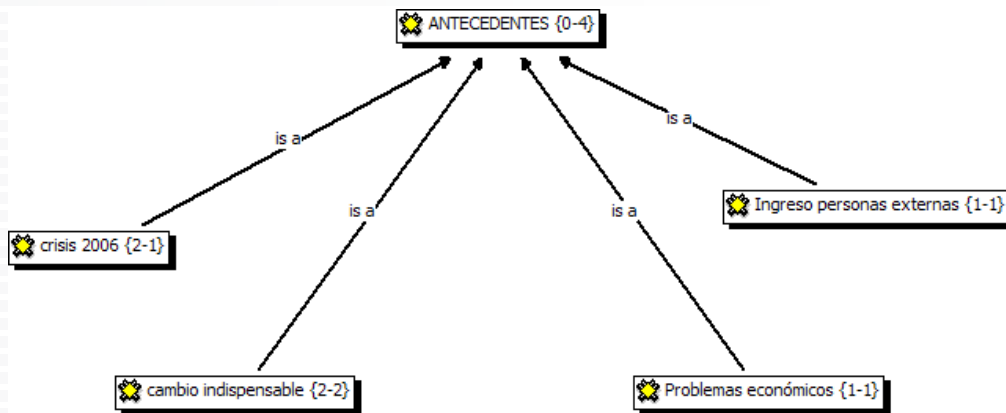 ANTECEDENTES {0-4}
is a
is a
is a
is a
Ingreso personas externas {1-1}
crisis 2006 {2-1}
cambio indispensable {2-2}
Problemas económicos {1-1}